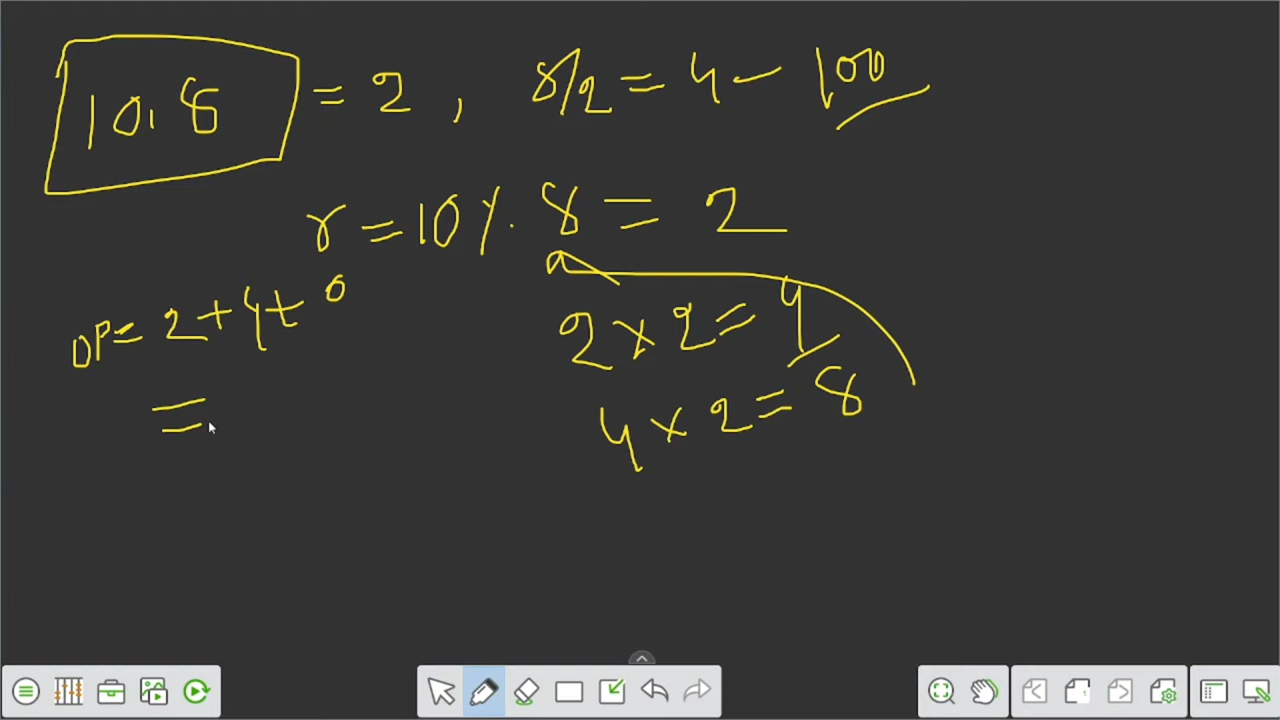 10.8 = 2, 8/2 = 4 - 100
r = 10 % 8 = 2
2 x 2 = 4
OP = 2 + 4 + 0
4 x 2 = 8
=